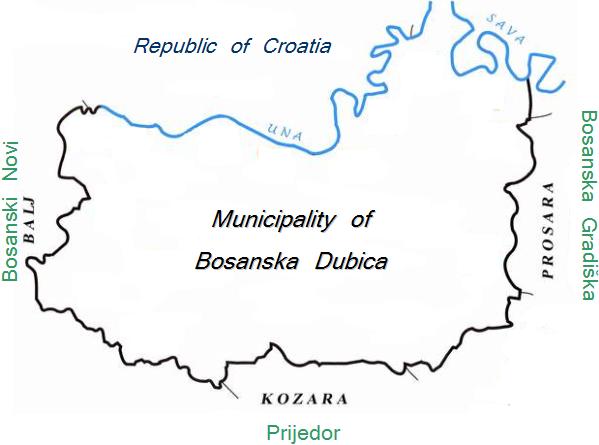 Republic of Croatia
SAVA
UNA
Bosanski Novi
BALJ
Municipality of
Bosanska Dubica
PROSARA
Bosanska Gradiška
KOZARA
Prijedor